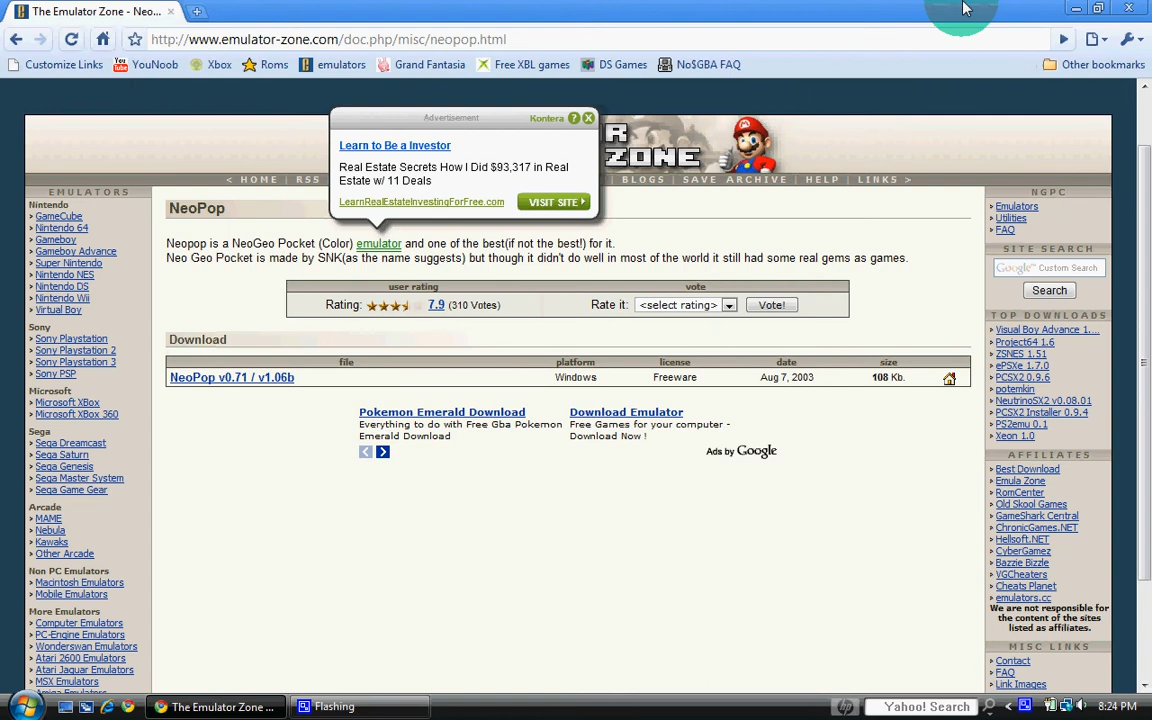 The Emulator Zone - Neo...
http://www.emulator-zone.com/doc.php/misc/neopop.html
Customize Links
YouNoob
Xbox
Roms
emulators
Grand Fantasia
Free XBL games
DS Games
No$GBA FAQ
Other bookmarks
Advertisement
Kontera
Learn to Be a Investor
Real Estate Secrets How I Did $93,317 in Real
Estate w/ 11 Deals
LearnRealEstateInvestingForFree.com
VISIT SITE
R
ZONE
< HOME | RSS
| BLOGS | SAVE ARCHIVE | HELP | LINKS >
EMULATORS
Nintendo
GameCube
Nintendo 64
Gameboy
Gameboy Advance
Super Nintendo
Nintendo NES
Nintendo DS
Nintendo Wii
Virtual Boy
Sony
Sony Playstation
Sony Playstation 2
Sony Playstation 3
Sony PSP
Microsoft
Microsoft XBox
Microsoft XBox 360
Sega
Sega Dreamcast
Sega Saturn
Sega Genesis
Sega Master System
Sega Game Gear
Arcade
MAME
Nebula
Kawaks
Other Arcade
Non PC Emulators
Macintosh Emulators
Mobile Emulators
More Emulators
Computer Emulators
PC-Engine Emulators
Wonderswan Emulators
Atari 2600 Emulators
Atari Jaguar Emulators
MSX Emulators
NeoPop
Neopop is a NeoGeo Pocket (Color) emulator and one of the best(if not the best!) for it.
Neo Geo Pocket is made by SNK(as the name suggests) but though it didn't do well in most of the world it still had some real gems as games.
user rating
vote
Rating: 7.9 (310 Votes)
Rate it: <select rating> Vote!
Download
file platform license date size
NeoPop v0.71 / v1.06b Windows Freeware Aug 7, 2003 108 Kb.
Pokemon Emerald Download
Everything to do with Free Gba Pokemon
Emerald Download
Download Emulator
Free Games for your computer -
Download Now !
Ads by Google
NGPC
Emulators
Utilities
FAQ
SITE SEARCH
Google Custom Search
Search
TOP DOWNLOADS
Visual Boy Advance 1....
Project64 1.6
ZSNES 1.51
ePSXe 1.7.0
PCSX2 0.9.6
potemkin
NeutrinoSX2 v0.08.01
PCSX2 Installer 0.9.4
PS2emu 0.1
Xeon 1.0
AFFILIATES
Best Download
Emula Zone
RomCenter
Old Skool Games
GameShark Central
ChronicGames.NET
Hellsoft.NET
CyberGamez
Bazzie Bizzle
VGCheaters
Cheats Planet
emulators.cc
We are not responsible for
the content of the sites
listed as affiliates.
MISC LINKS
Contact
FAQ
Link Images
The Emulator Zone ...
Flashing
hp
Yahoo! Search
8:24 PM